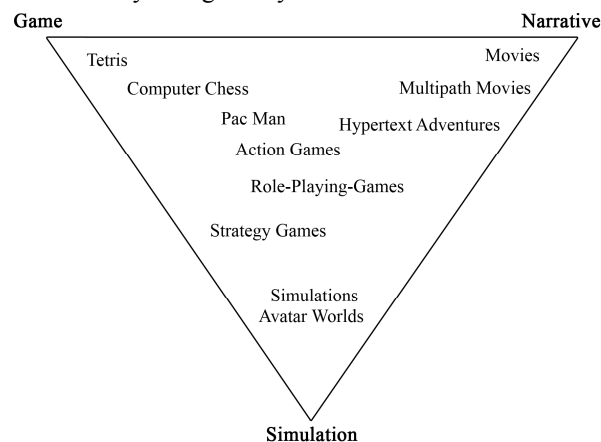 Game
Narrative
Tetris
Movies
Computer Chess
Multipath Movies
Pac Man
Hypertext Adventures
Action Games
Role-Playing-Games
Strategy Games
Simulations
Avatar Worlds
Simulation